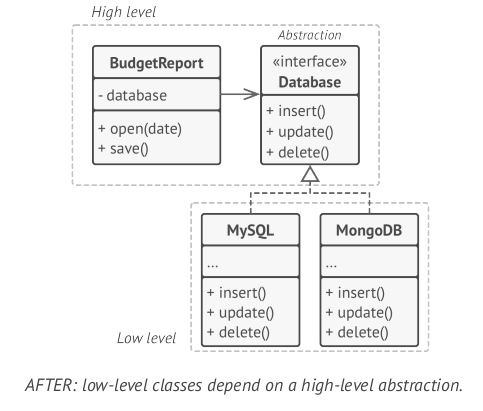 High level
Abstraction
BudgetReport
- database
+ open(date)
+ save()
«interface»
Database
+ insert()
+ update()
+ delete()
MySQL
...
+ insert()
+ update()
+ delete()
MongoDB
...
+ insert()
+ update()
+ delete()
Low level
AFTER: low-level classes depend on a high-level abstraction.